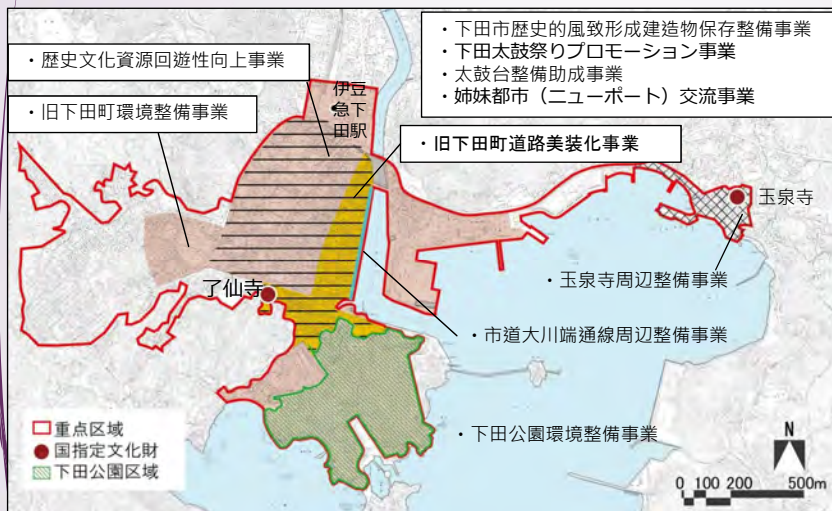 ・下田市歴史的風致形成建造物保存整備事業
・下田太鼓祭りプロモーション事業
・太鼓台整備助成事業
・姉妹都市（ニューポート）交流事業
・歴史文化資源回遊性向上事業
・旧下田町環境整備事業
伊豆
急下
田駅
・旧下田町道路美装化事業
玉泉寺
・玉泉寺周辺整備事業
了仙寺
・市道大川端通線周辺整備事業
・下田公園環境整備事業
重点区域
国指定文化財
下田公園区域
N
0 100 200 500m